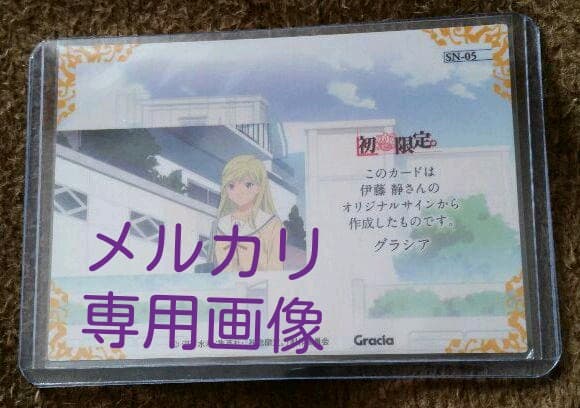 SN-05
初恋限定。
このカードは
伊藤 静さんの
オリジナルサインから
作成したものです。
グラシア
メルカリ
専用画像
Gracia